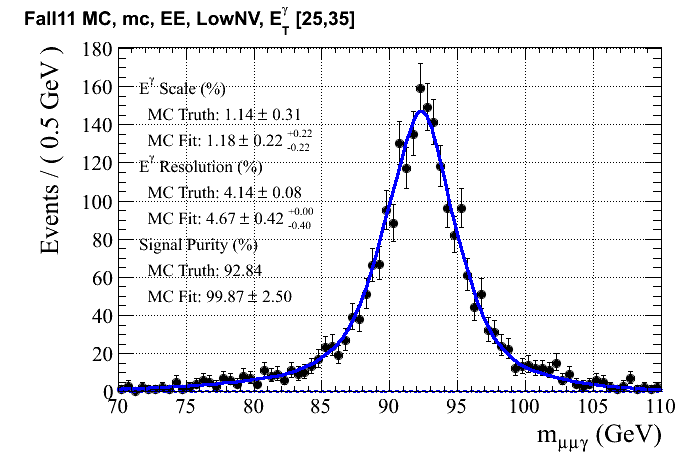 Fall11 MC, mc, EE, LowNV, E_T^γ [25,35]
Events / ( 0.5 GeV )
180
160
140
120
100
80
60
40
20
0
E^γ Scale (%)
MC Truth: 1.14 ± 0.31
MC Fit: 1.18 ± 0.22 +0.22 -0.22
E^γ Resolution (%)
MC Truth: 4.14 ± 0.08
MC Fit: 4.67 ± 0.42 +0.00 -0.40
Signal Purity (%)
MC Truth: 92.84
MC Fit: 99.87 ± 2.50
70 75 80 85 90 95 100 105 110
m_μμγ (GeV)